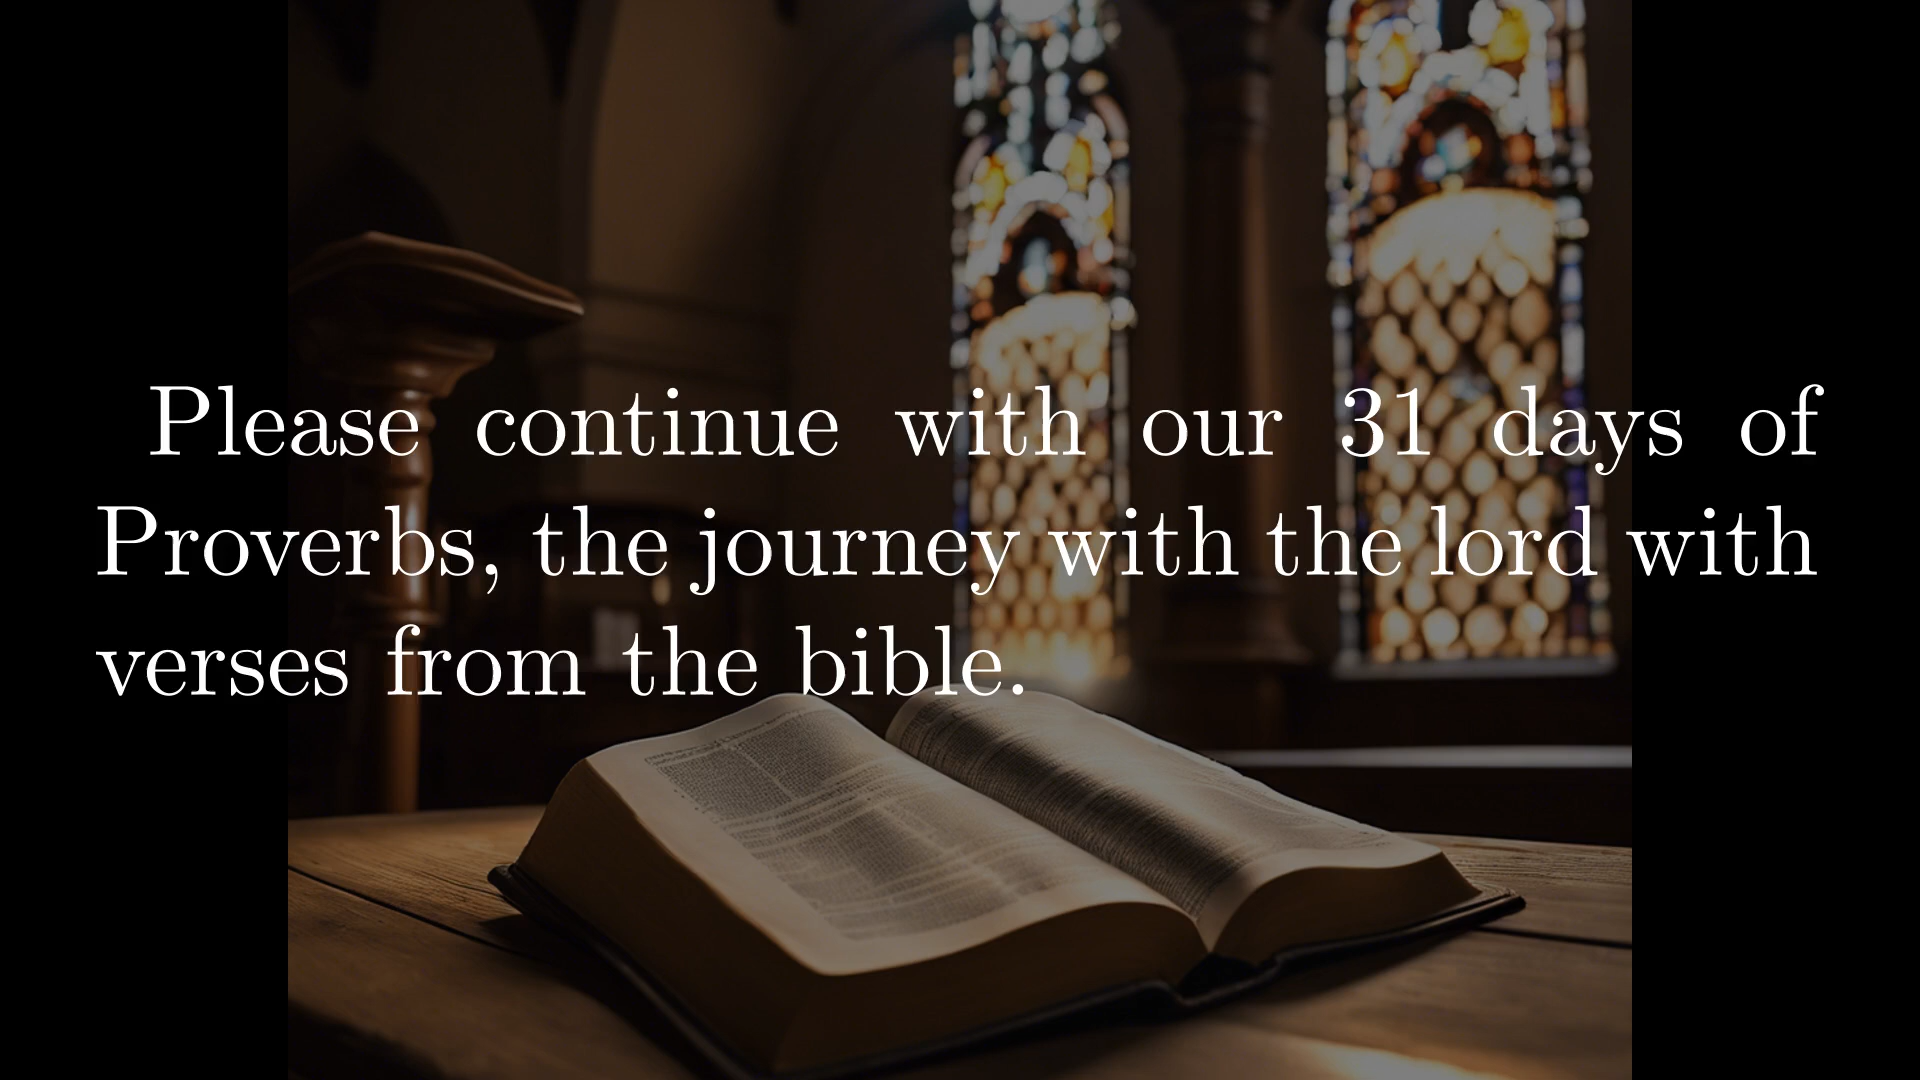 Please continue with our 31 days of
Proverbs, the journey with the lord with
verses from the bible.